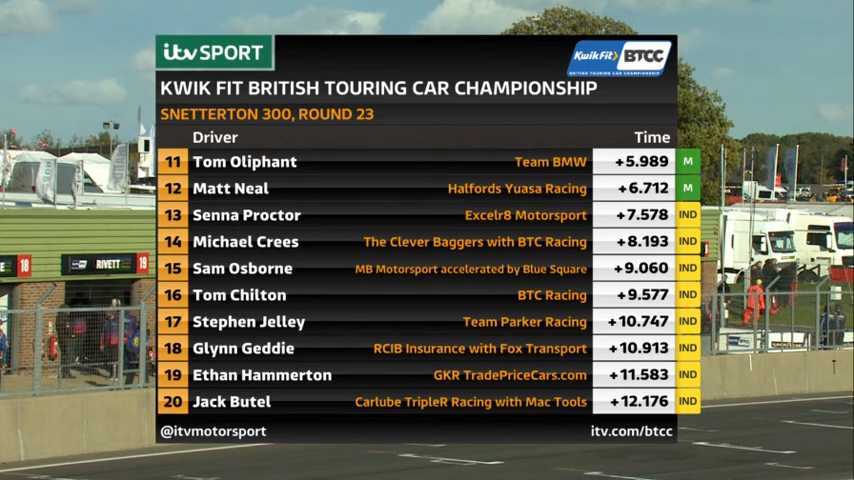 itv SPORT
KwikFit BTCC
BRITISH TOURING CAR CHAMPIONSHIP
KWIK FIT BRITISH TOURING CAR CHAMPIONSHIP
SNETTERTON 300, ROUND 23
Driver Time
11 Tom Oliphant Team BMW +5.989 M
12 Matt Neal Halfords Yuasa Racing +6.712 M
13 Senna Proctor Excelr8 Motorsport +7.578 IND
14 Michael Crees The Clever Baggers with BTC Racing +8.193 IND
15 Sam Osborne MB Motorsport accelerated by Blue Square +9.060 IND
16 Tom Chilton BTC Racing +9.577 IND
17 Stephen Jelley Team Parker Racing +10.747 IND
18 Glynn Geddie RCIB Insurance with Fox Transport +10.913 IND
19 Ethan Hammerton GKR TradePriceCars.com +11.583 IND
20 Jack Butel Carlube TripleR Racing with Mac Tools +12.176 IND
@itvmotorsport itv.com/btcc
18
RIVETT 19